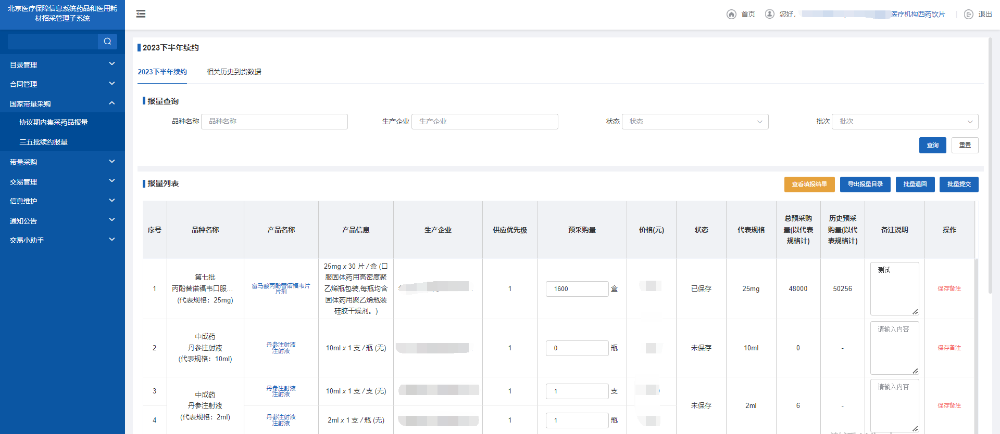 北京医疗保障信息系统药品和医用耗
材招采管理子系统
首页
您好,
医疗机构西药饮片
退出
目录管理
合同管理
国家带量采购
协议期内集采药品报量
三五批续约报量
带量采购
交易管理
信息维护
通知公告
交易小助手
2023下半年续约
2023下半年续约
相关历史到货数据
报量查询
品种名称 品种名称
生产企业 生产企业
状态 状态
批次 批次
查询
重置
报量列表
查看填报结果
导出报量目录
批量退回
批量提交
序号
品种名称
产品名称
产品信息
生产企业
供应优先级
预采购量
价格(元)
状态
代表规格
总预采购
量(以代表
规格计)
历史预采
购量(以代
表规格计)
备注说明
操作
1
第七批
丙酚替诺福韦口服...
(代表规格：25mg)
富马酸丙酚替诺福韦片
片剂
25mg x 30 片 / 盒 (口
服固体药用高密度聚
乙烯瓶包装,每瓶均含
固体药用聚乙烯瓶装
硅胶干燥剂。)
1
1600 盒
已保存
25mg
48000
50256
测试
保存备注
2
中成药
丹参注射液
(代表规格：10ml)
丹参注射液
注射液
10ml x 1 支 / 瓶 (无)
1
0 瓶
未保存
10ml
0
-
请输入内容
保存备注
3
中成药
丹参注射液
(代表规格：2ml)
丹参注射液
注射液
10ml x 1 支 / 支 (无)
1
1 支
未保存
2ml
6
-
请输入内容
保存备注
4
丹参注射液
注射液
2ml x 1 支 / 瓶 (无)
1
1 瓶